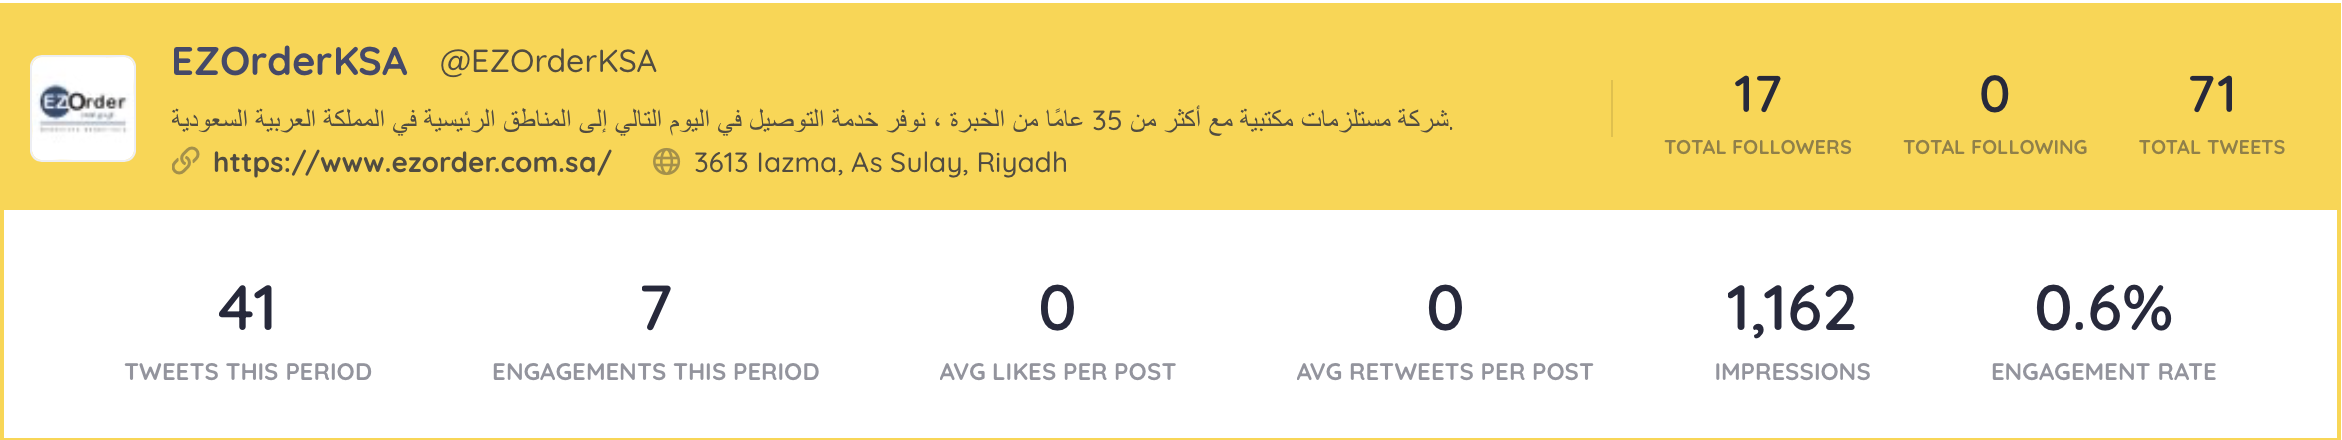 EZOrderKSA @EZOrderKSA
EZOrder
شركة مستلزمات مكتبية مع أكثر من 35 عامًا من الخبرة ، نوفر خدمة التوصيل في اليوم التالي إلى المناطق الرئيسية في المملكة العربية السعودية.
https://www.ezorder.com.sa/ 3613 Iazma, As Sulay, Riyadh
17 0 71
TOTAL FOLLOWERS TOTAL FOLLOWING TOTAL TWEETS
41 7 0 0 1,162 0.6%
TWEETS THIS PERIOD ENGAGEMENTS THIS PERIOD AVG LIKES PER POST AVG RETWEETS PER POST IMPRESSIONS ENGAGEMENT RATE